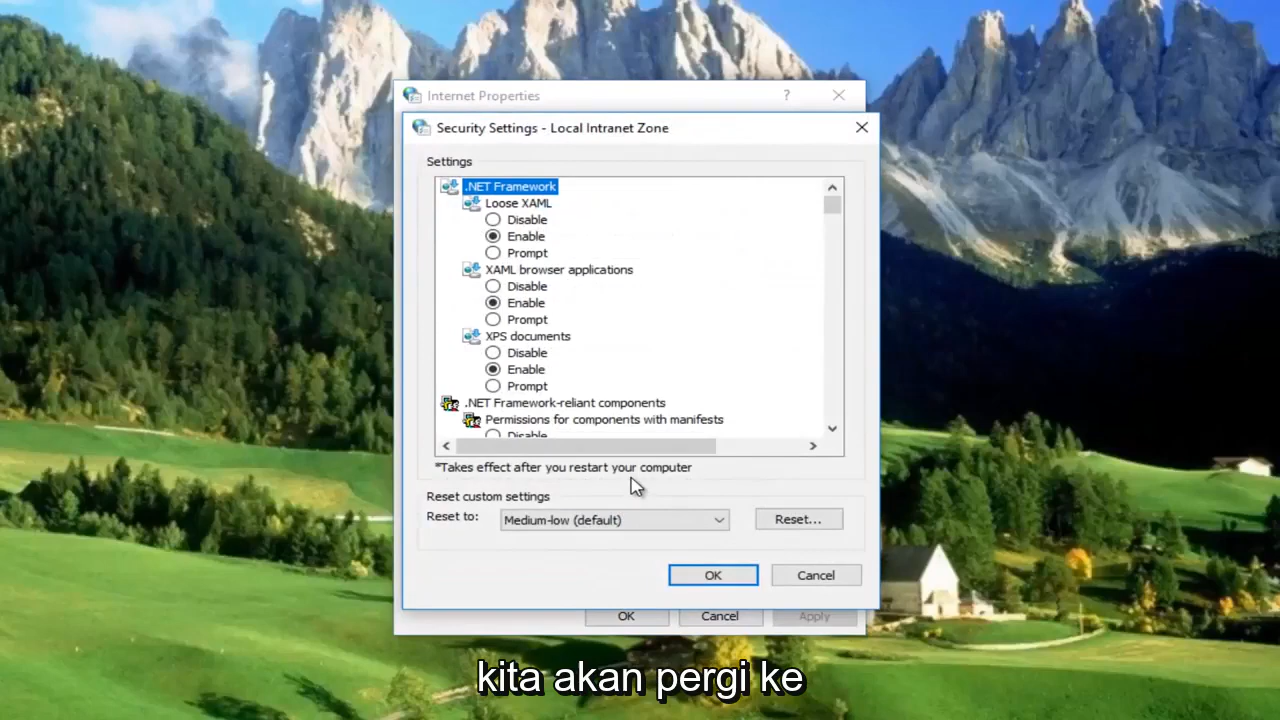 Internet Properties
?
Security Settings - Local Intranet Zone
Settings
.NET Framework
Loose XAML
Disable
Enable
Prompt
XAML browser applications
Disable
Enable
Prompt
XPS documents
Disable
Enable
Prompt
.NET Framework-reliant components
Permissions for components with manifests
Disable
*Takes effect after you restart your computer
Reset custom settings
Reset to:
Medium-low (default)
Reset...
OK
Cancel
OK
Cancel
Apply
kita akan pergi ke